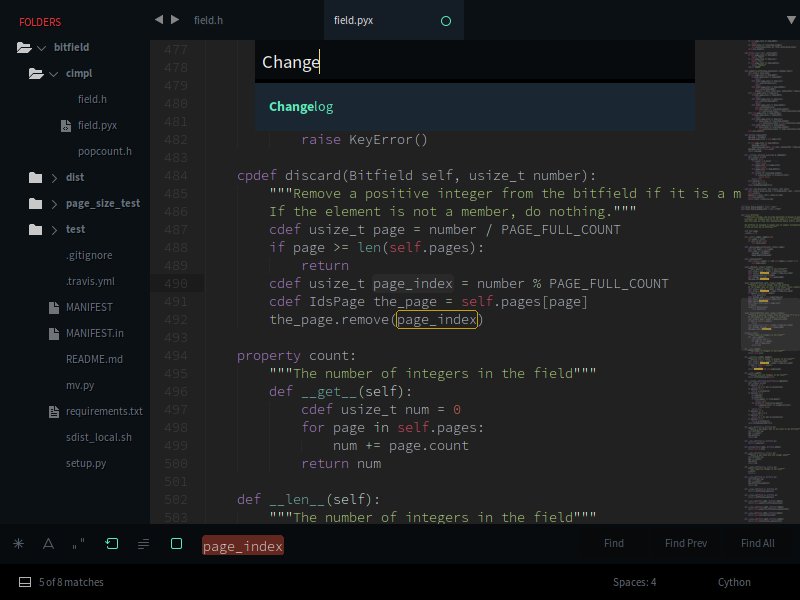 FOLDERS
bitfield
cimpl
field.h
field.pyx
popcount.h
dist
page_size_test
test
.gitignore
.travis.yml
MANIFEST
MANIFEST.in
README.md
mv.py
requirements.txt
sdist_local.sh
setup.py
field.h
field.pyx
Change
Changelog
477
478
479
480
481
482 raise KeyError()
483
484 cpdef discard(Bitfield self, usize_t number):
485 """Remove a positive integer from the bitfield if it is a m
486 If the element is not a member, do nothing."""
487 cdef usize_t page = number / PAGE_FULL_COUNT
488 if page >= len(self.pages):
489 return
490 cdef usize_t page_index = number % PAGE_FULL_COUNT
491 cdef IdsPage the_page = self.pages[page]
492 the_page.remove(page_index)
493
494 property count:
495 """The number of integers in the field"""
496 def __get__(self):
497 cdef usize_t num = 0
498 for page in self.pages:
499 num += page.count
500 return num
501
502 def __len__(self):
503 """The number of integers in the field"""
page_index
Find
Find Prev
Find All
5 of 8 matches
Spaces: 4
Cython